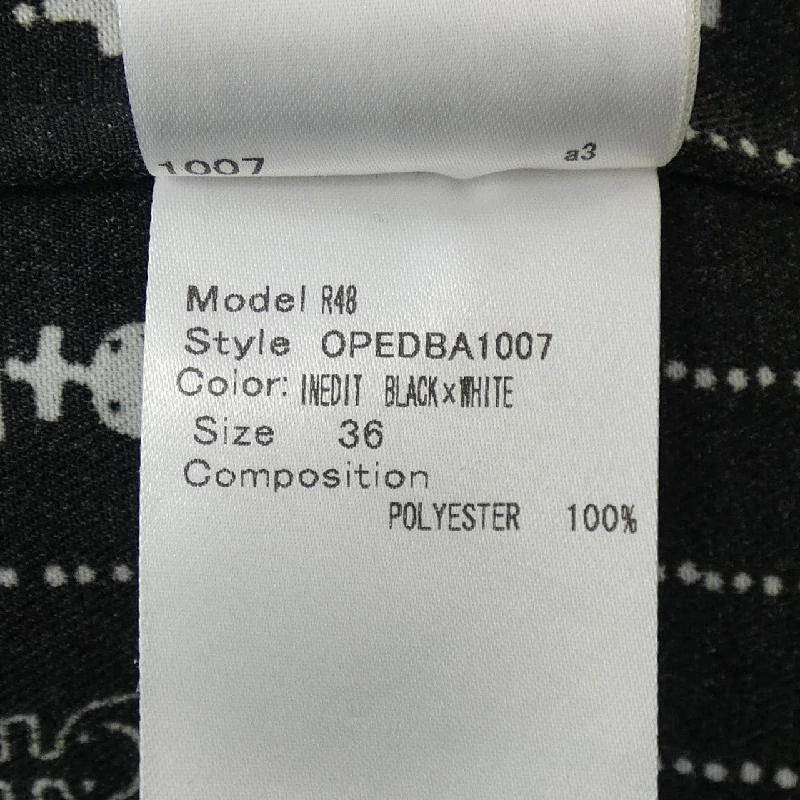 1007 a3
Model R48
Style OPEDBA1007
Color: INEDIT BLACK×WHITE
Size 36
Composition
POLYESTER 100%